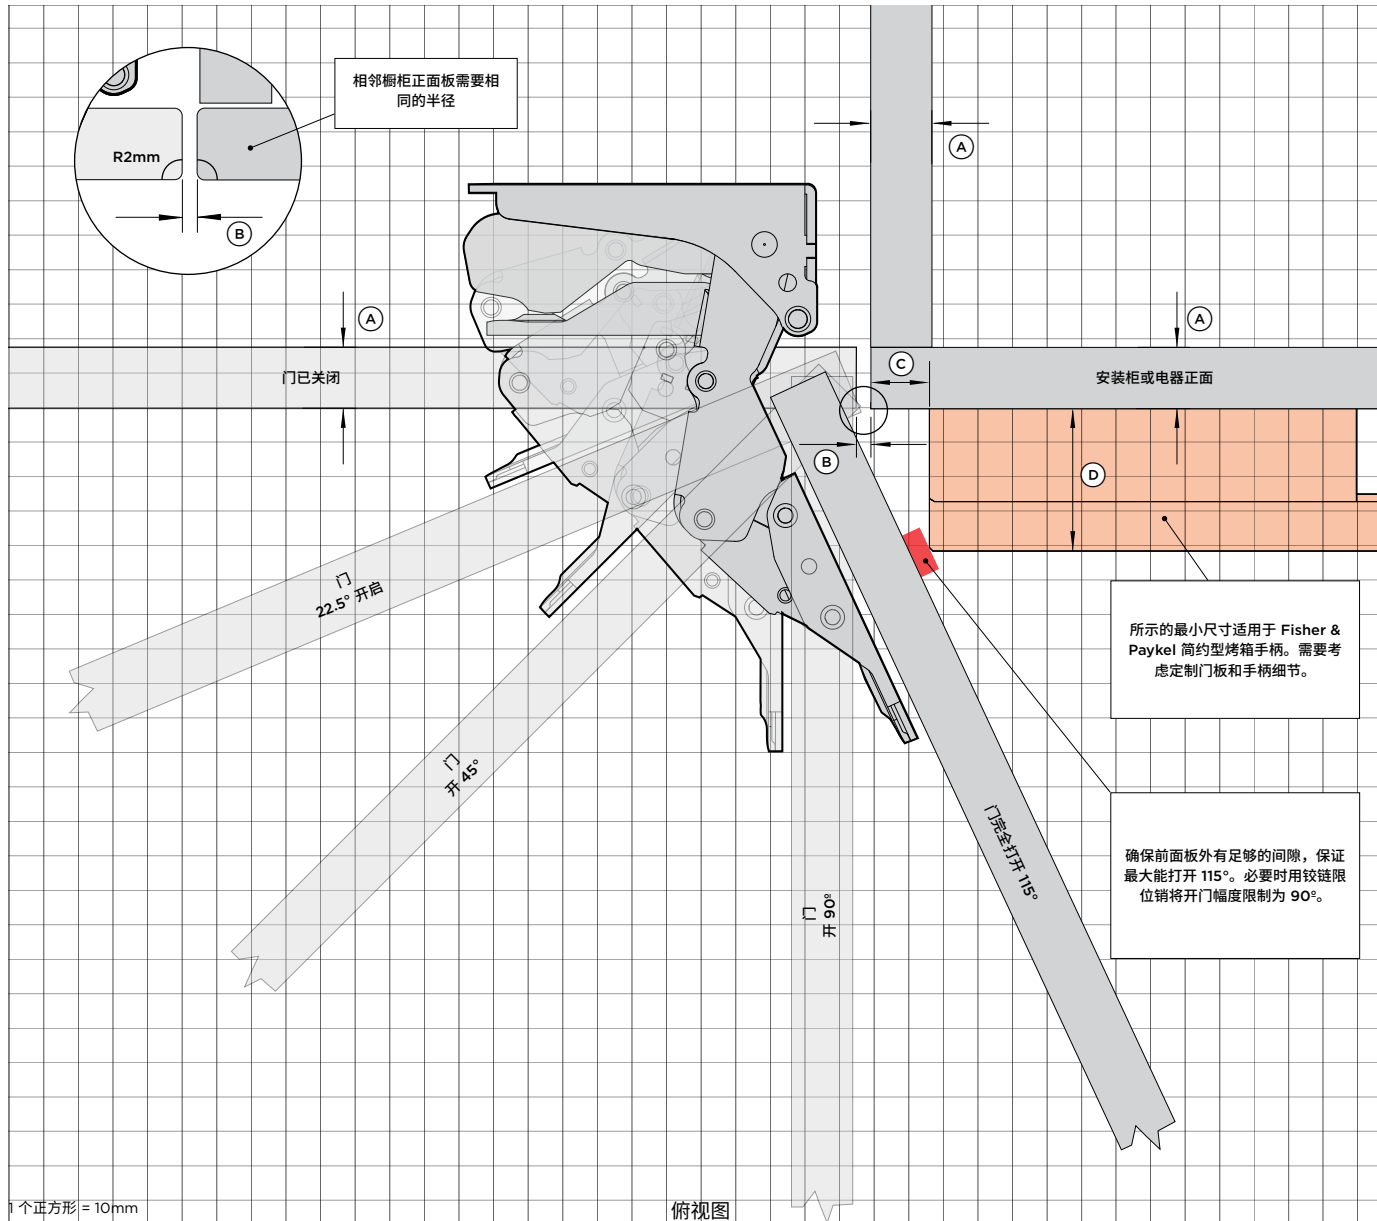 相邻橱柜正面板需要相
同的半径
R2mm
B
A
A
A
门已关闭
C
安装柜或电器正面
B
D
门
22.5° 开启
所示的最小尺寸适用于 Fisher &
Paykel 简约型烤箱手柄。需要考
虑定制门板和手柄细节。
门
开 45°
门完全打开 115°
确保前面板外有足够的间隙，保证
最大能打开 115°。必要时用铰链限
位销将开门幅度限制为 90º。
门
开 90º
1 个正方形 = 10mm
俯视图